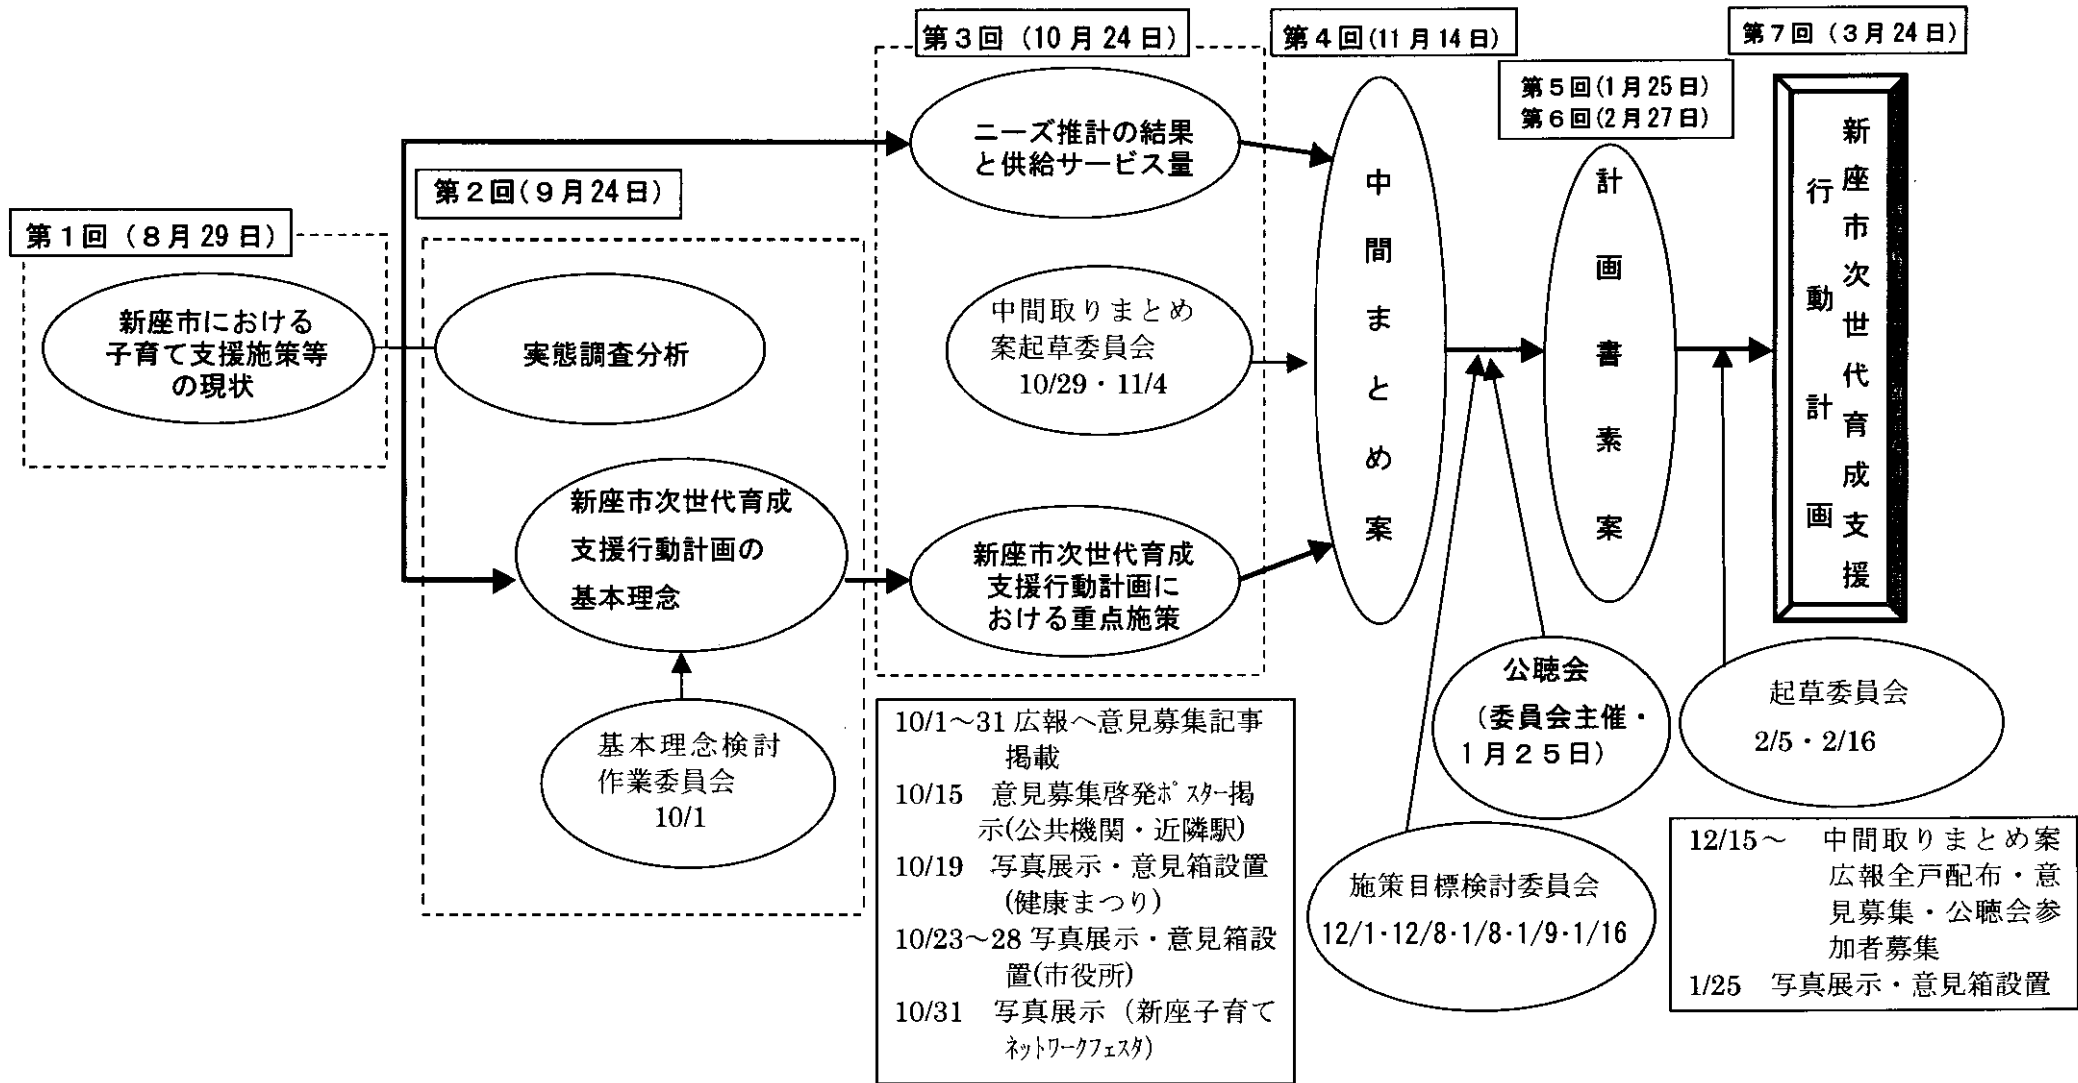 第1回（8月29日）
新座市における
子育て支援施策等
の現状
第2回(9月24日)
実態調査分析
新座市次世代育成
支援行動計画の
基本理念
基本理念検討
作業委員会
10/1
第3回（10月24日）
ニーズ推計の結果
と供給サービス量
中間取りまとめ
案起草委員会
10/29・11/4
新座市次世代育成
支援行動計画に
おける重点施策
10/1～31 広報へ意見募集記事
掲載
10/15　意見募集啓発ﾎﾟｽﾀｰ掲
示(公共機関・近隣駅)
10/19　写真展示・意見箱設置
(健康まつり)
10/23～28 写真展示・意見箱設
置(市役所)
10/31　写真展示（新座子育て
ﾈｯﾄﾜｰｸﾌｪｽﾀ）
第4回(11月14日)
中間まとめ案
第5回(1月25日)
第6回(2月27日)
計画書素案
公聴会
（委員会主催・
1月25日）
施策目標検討委員会
12/1・12/8・1/8・1/9・1/16
第7回（3月24日）
新座市次世代育成支援
行動計画
起草委員会
2/5・2/16
12/15～　中間取りまとめ案
広報全戸配布・意
見募集・公聴会参
加者募集
1/25　写真展示・意見箱設置